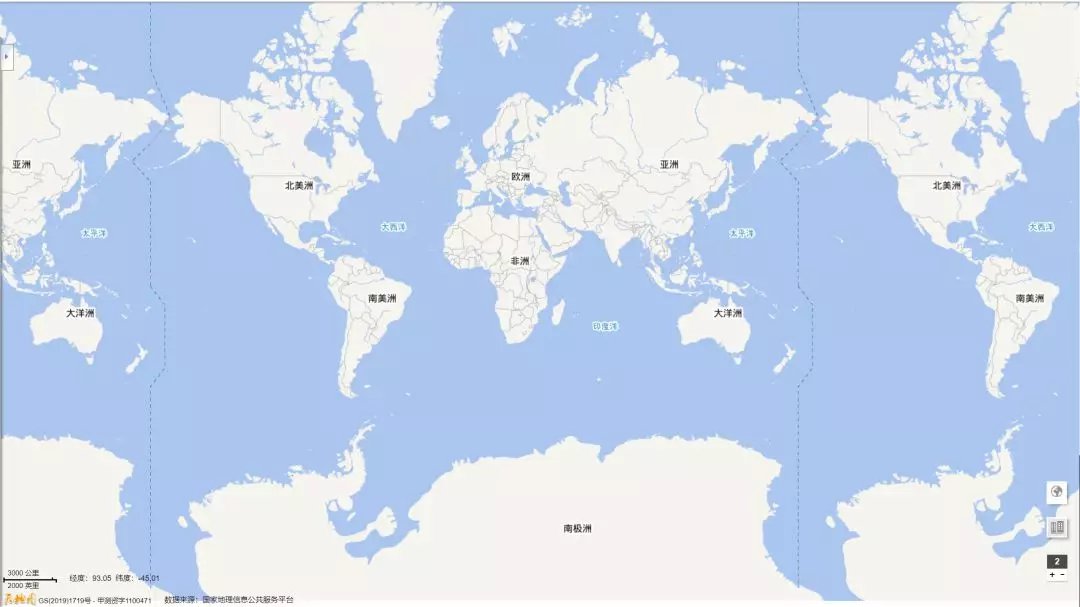 亚洲
欧洲
亚洲
北美洲
北美洲
太平洋
大西洋
太平洋
大西洋
非洲
南美洲
南美洲
大洋洲
大洋洲
印度洋
南极洲
3000 公里
2000 英里
经度：93.05 纬度：-45.01
2
+ −
天地图 GS(2019)1719号 - 甲测资字1100471 数据来源：国家地理信息公共服务平台